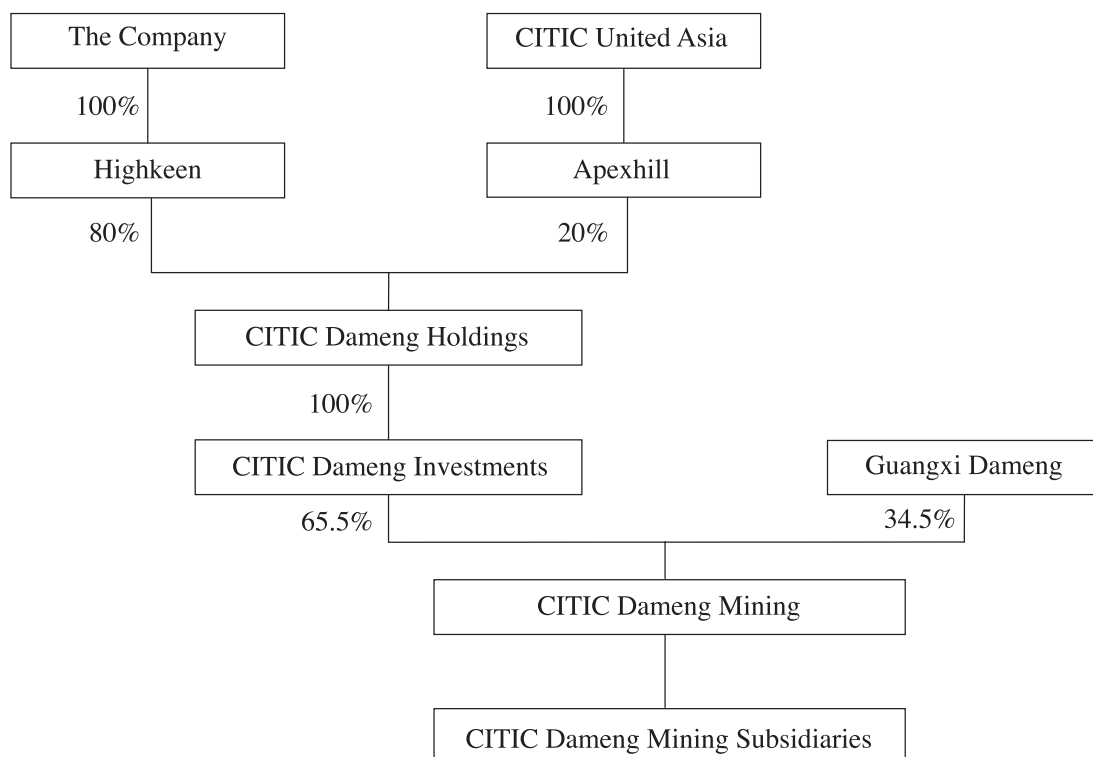 The Company
CITIC United Asia
100%
100%
Highkeen
Apexhill
80%
20%
CITIC Dameng Holdings
100%
CITIC Dameng Investments
Guangxi Dameng
65.5%
34.5%
CITIC Dameng Mining
CITIC Dameng Mining Subsidiaries